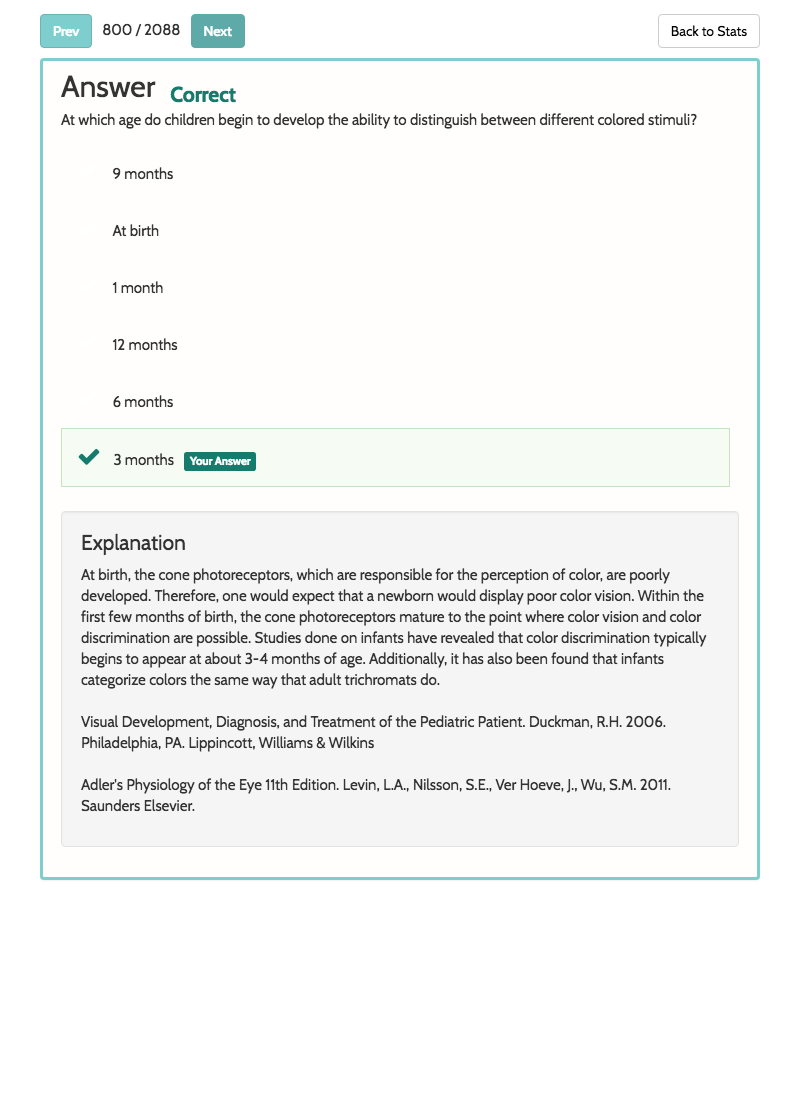 Prev 800 / 2088 Next Back to Stats
Answer Correct
At which age do children begin to develop the ability to distinguish between different colored stimuli?
9 months
At birth
1 month
12 months
6 months
3 months Your Answer
Explanation
At birth, the cone photoreceptors, which are responsible for the perception of color, are poorly
developed. Therefore, one would expect that a newborn would display poor color vision. Within the
first few months of birth, the cone photoreceptors mature to the point where color vision and color
discrimination are possible. Studies done on infants have revealed that color discrimination typically
begins to appear at about 3-4 months of age. Additionally, it has also been found that infants
categorize colors the same way that adult trichromats do.
Visual Development, Diagnosis, and Treatment of the Pediatric Patient. Duckman, R.H. 2006.
Philadelphia, PA. Lippincott, Williams & Wilkins
Adler's Physiology of the Eye 11th Edition. Levin, L.A., Nilsson, S.E., Ver Hoeve, J., Wu, S.M. 2011.
Saunders Elsevier.